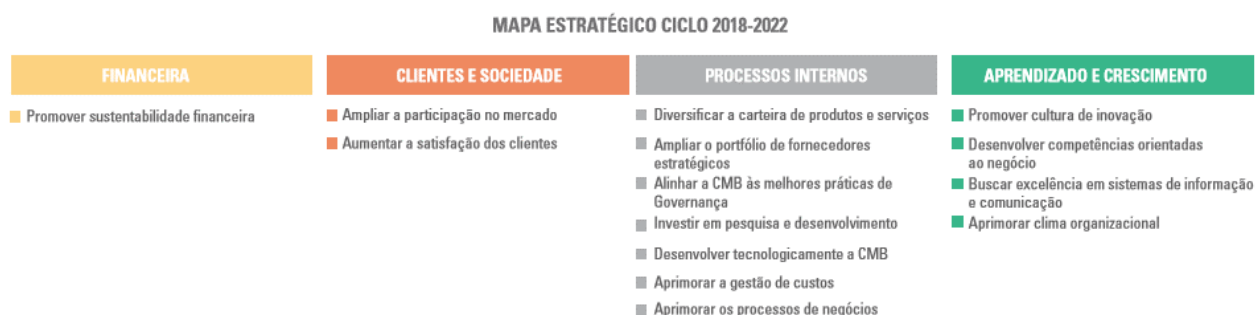 MAPA ESTRATÉGICO CICLO 2018-2022
FINANCEIRA
Promover sustentabilidade financeira
CLIENTES E SOCIEDADE
Ampliar a participação no mercado
Aumentar a satisfação dos clientes
PROCESSOS INTERNOS
Diversificar a carteira de produtos e serviços
Ampliar o portfólio de fornecedores
estratégicos
Alinhar a CMB às melhores práticas de
Governança
Investir em pesquisa e desenvolvimento
Desenvolver tecnologicamente a CMB
Aprimorar a gestão de custos
Aprimorar os processos de negócios
APRENDIZADO E CRESCIMENTO
Promover cultura de inovação
Desenvolver competências orientadas
ao negócio
Buscar excelência em sistemas de informação
e comunicação
Aprimorar clima organizacional